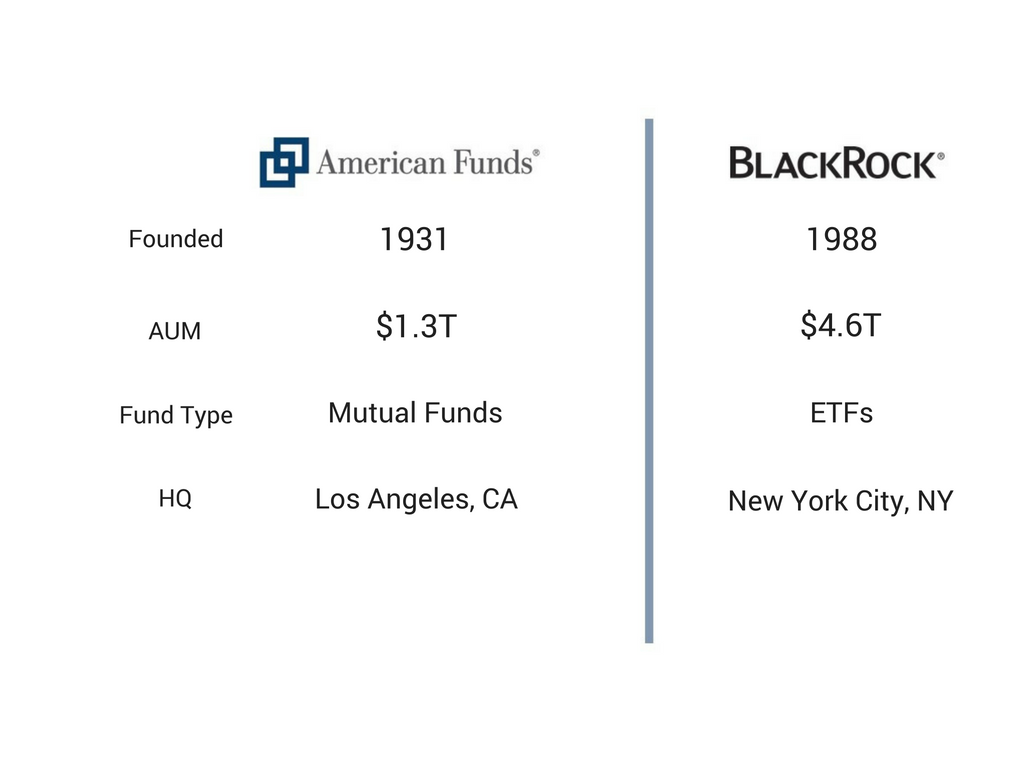 American Funds® BLACKROCK®
Founded 1931 1988
AUM $1.3T $4.6T
Fund Type Mutual Funds ETFs
HQ Los Angeles, CA New York City, NY